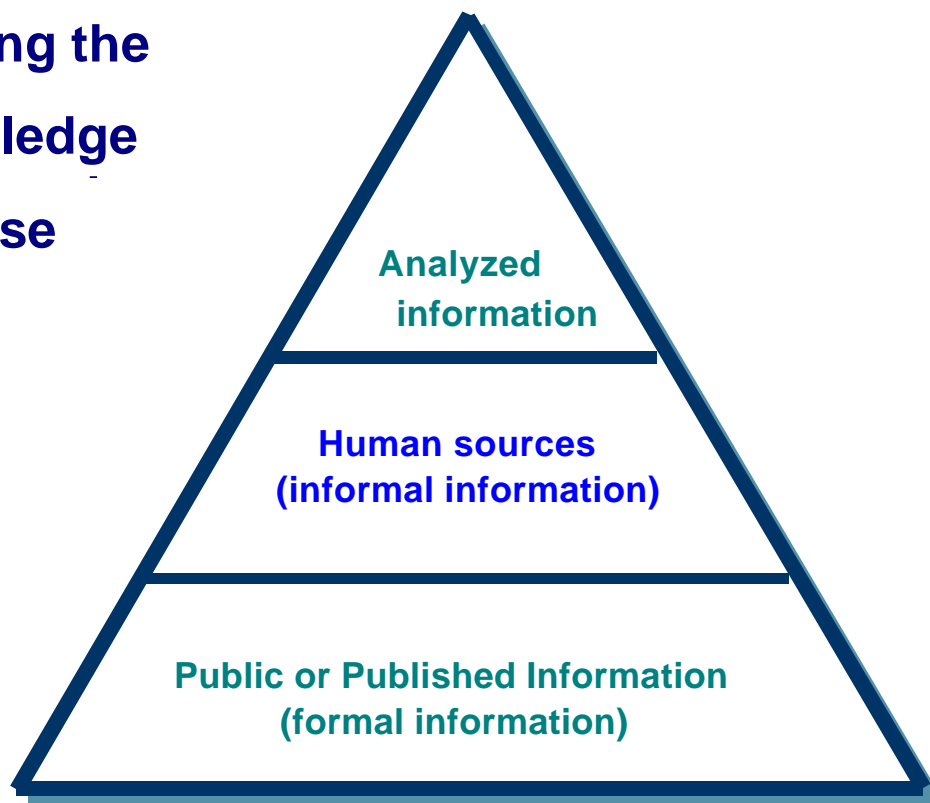 ng the
ledge
se
Analyzed
information
Human sources
(informal information)
Public or Published Information
(formal information)